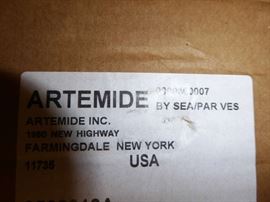 ARTEMIDE
BY SEA/PAR VES
ARTEMIDE INC.
1980 NEW HIGHWAY
FARMINGDALE NEW YORK
11735 USA